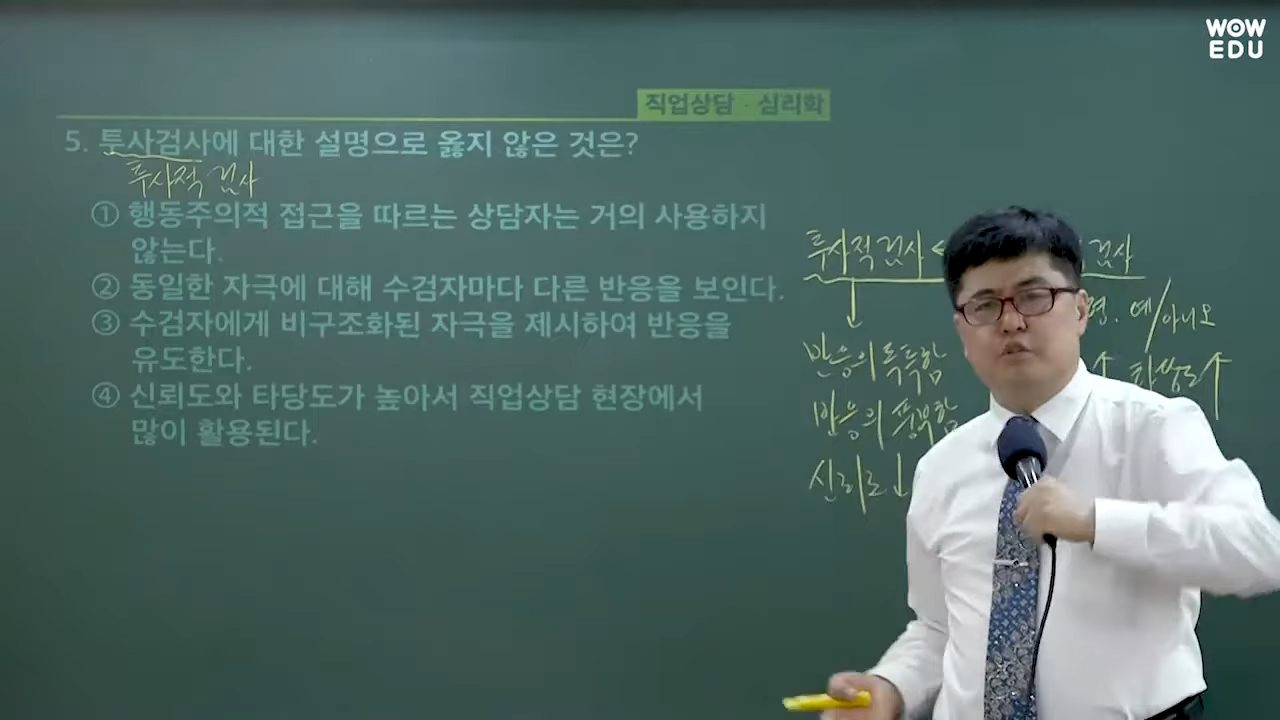 WOW
EDU
직업상담 · 심리학
5. 투사검사에 대한 설명으로 옳지 않은 것은?
투사적 검사
① 행동주의적 접근을 따르는 상담자는 거의 사용하지
않는다.
② 동일한 자극에 대해 수검자마다 다른 반응을 보인다.
③ 수검자에게 비구조화된 자극을 제시하여 반응을
유도한다.
④ 신뢰도와 타당도가 높아서 직업상담 현장에서
많이 활용된다.
투사적 검사 < 검사
예/아니오
반응의 독특함
반응의 풍부함
신뢰도↓